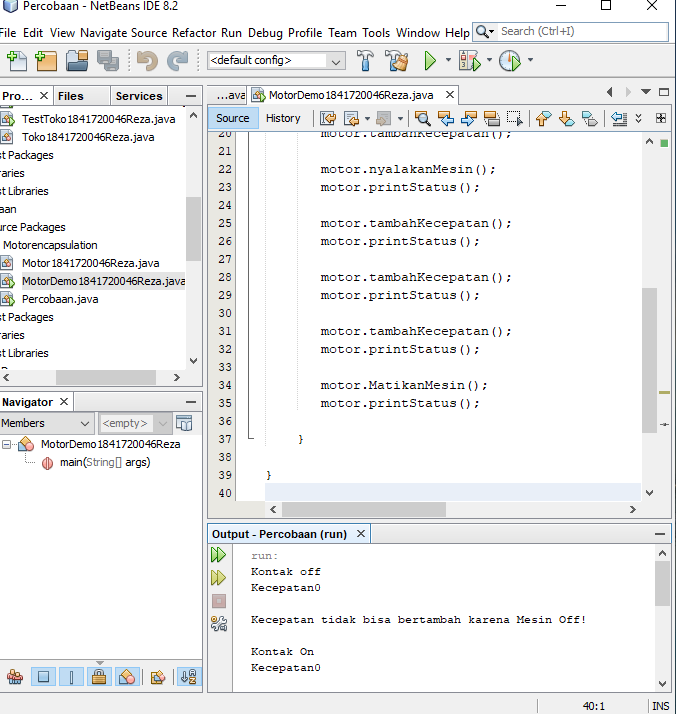 Percobaan - NetBeans IDE 8.2
File Edit View Navigate Source Refactor Run Debug Profile Team Tools Window Help
Search (Ctrl+I)
<default config>
Pro... Files Services
TestToko1841720046Reza.java
Toko1841720046Reza.java
st Packages
raries
st Libraries
aan
urce Packages
Motorencapsulation
Motor1841720046Reza.java
MotorDemo1841720046Reza.java
Percobaan.java
st Packages
raries
st Libraries
Navigator
Members
<empty>
MotorDemo1841720046Reza
main(String[] args)
...ava MotorDemo1841720046Reza.java
Source History
20 motor.tambahKecepatan();
21
22 motor.nyalakanMesin();
23 motor.printStatus();
24
25 motor.tambahKecepatan();
26 motor.printStatus();
27
28 motor.tambahKecepatan();
29 motor.printStatus();
30
31 motor.tambahKecepatan();
32 motor.printStatus();
33
34 motor.MatikanMesin();
35 motor.printStatus();
36
37 }
38
39 }
40
Output - Percobaan (run)
run:
Kontak off
Kecepatan0
Kecepatan tidak bisa bertambah karena Mesin Off!
Kontak On
Kecepatan0
40:1 INS